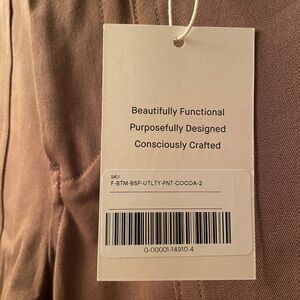 Beautifully Functional
Purposefully Designed
Consciously Crafted
SKU
F-BTM-BSP-UTLTY-PNT-COCOA-2
0-00001-14910-4